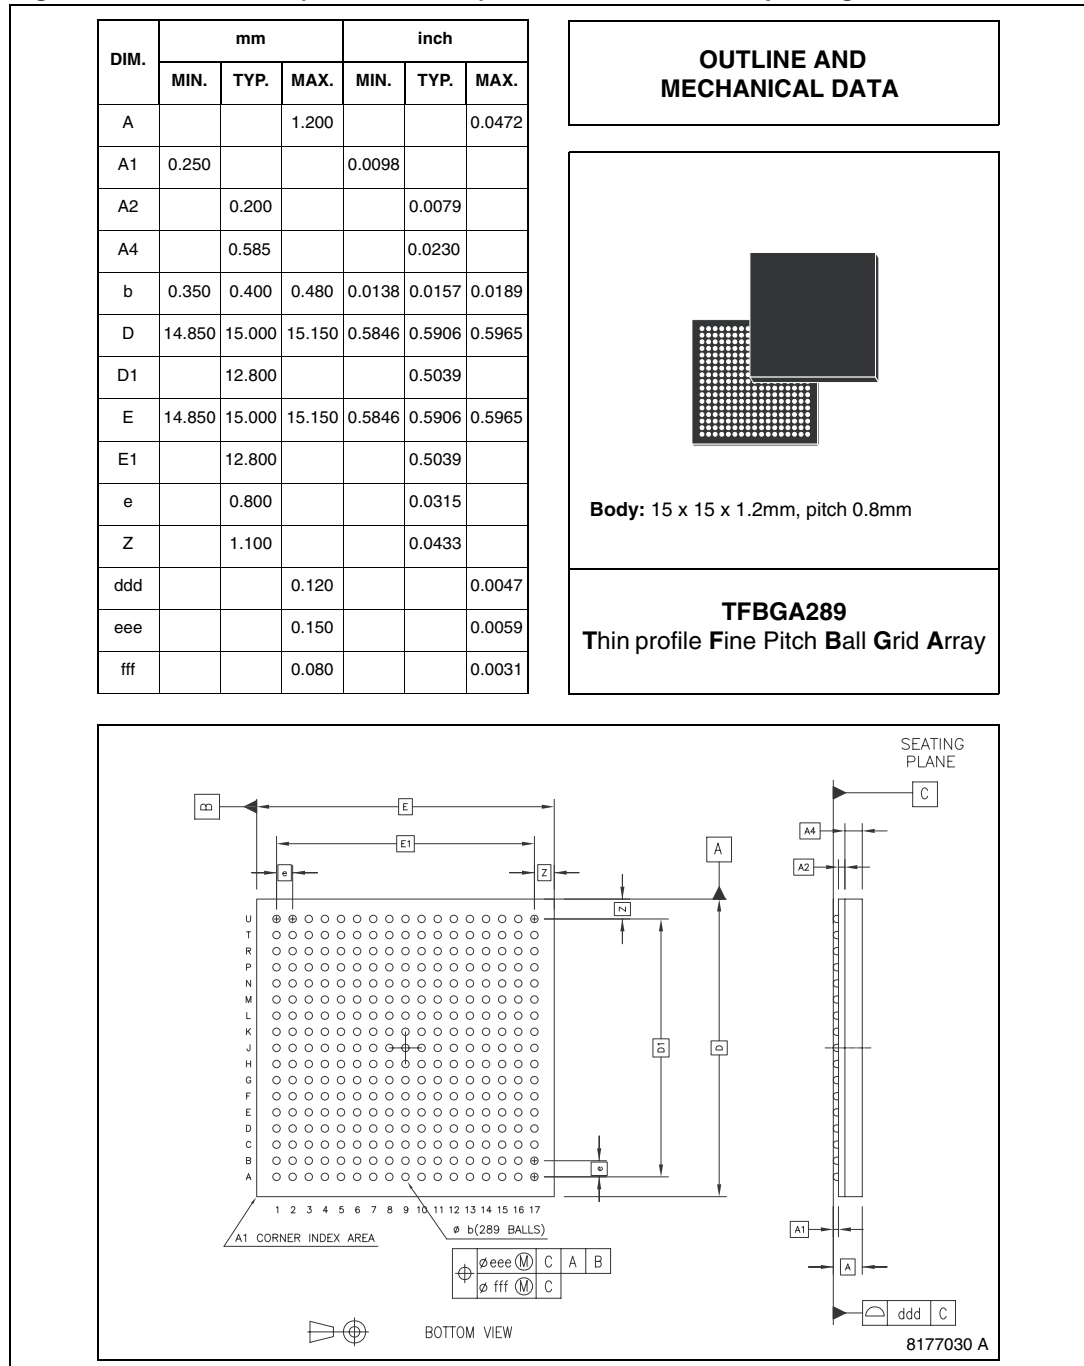 DIM. mm inch
MIN. TYP. MAX. MIN. TYP. MAX.
A 1.200 0.0472
A1 0.250 0.0098
A2 0.200 0.0079
A4 0.585 0.0230
b 0.350 0.400 0.480 0.0138 0.0157 0.0189
D 14.850 15.000 15.150 0.5846 0.5906 0.5965
D1 12.800 0.5039
E 14.850 15.000 15.150 0.5846 0.5906 0.5965
E1 12.800 0.5039
e 0.800 0.0315
Z 1.100 0.0433
ddd 0.120 0.0047
eee 0.150 0.0059
fff 0.080 0.0031
OUTLINE AND
MECHANICAL DATA
Body: 15 x 15 x 1.2mm, pitch 0.8mm
TFBGA289
Thin profile Fine Pitch Ball Grid Array
SEATING
PLANE
C
B
E
E1
e
Z
A
Z
A4
A2
U
T
R
P
N
M
L
K
J
H
G
F
E
D
C
B
A
D1
D
e
1 2 3 4 5 6 7 8 9 10 11 12 13 14 15 16 17
A1 CORNER INDEX AREA
ø b(289 BALLS)
A1
A
ø eee Ⓜ C A B
ø fff Ⓜ C
ddd C
BOTTOM VIEW
8177030 A